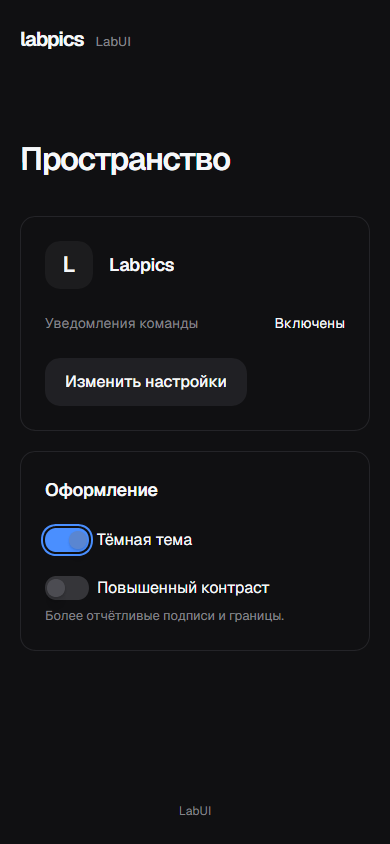 labpics LabUI
Пространство
L Labpics
Уведомления команды Включены
Изменить настройки
Оформление
Тёмная тема
Повышенный контраст
Более отчётливые подписи и границы.
LabUI